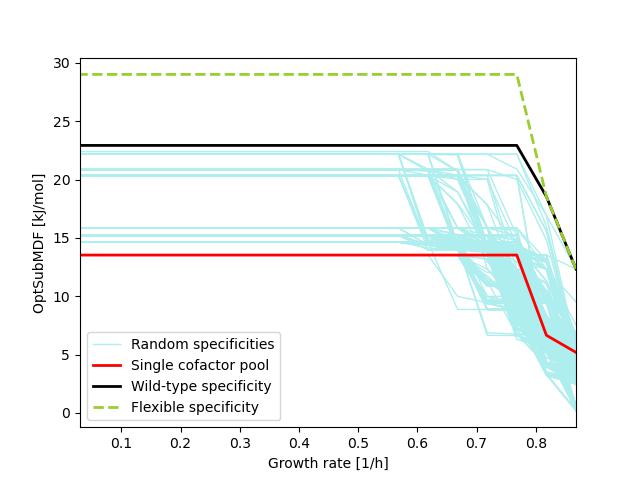 30
25
20
15
10
5
0
OptSubMDF [kJ/mol]
Random specificities
Single cofactor pool
Wild-type specificity
Flexible specificity
0.1 0.2 0.3 0.4 0.5 0.6 0.7 0.8
Growth rate [1/h]